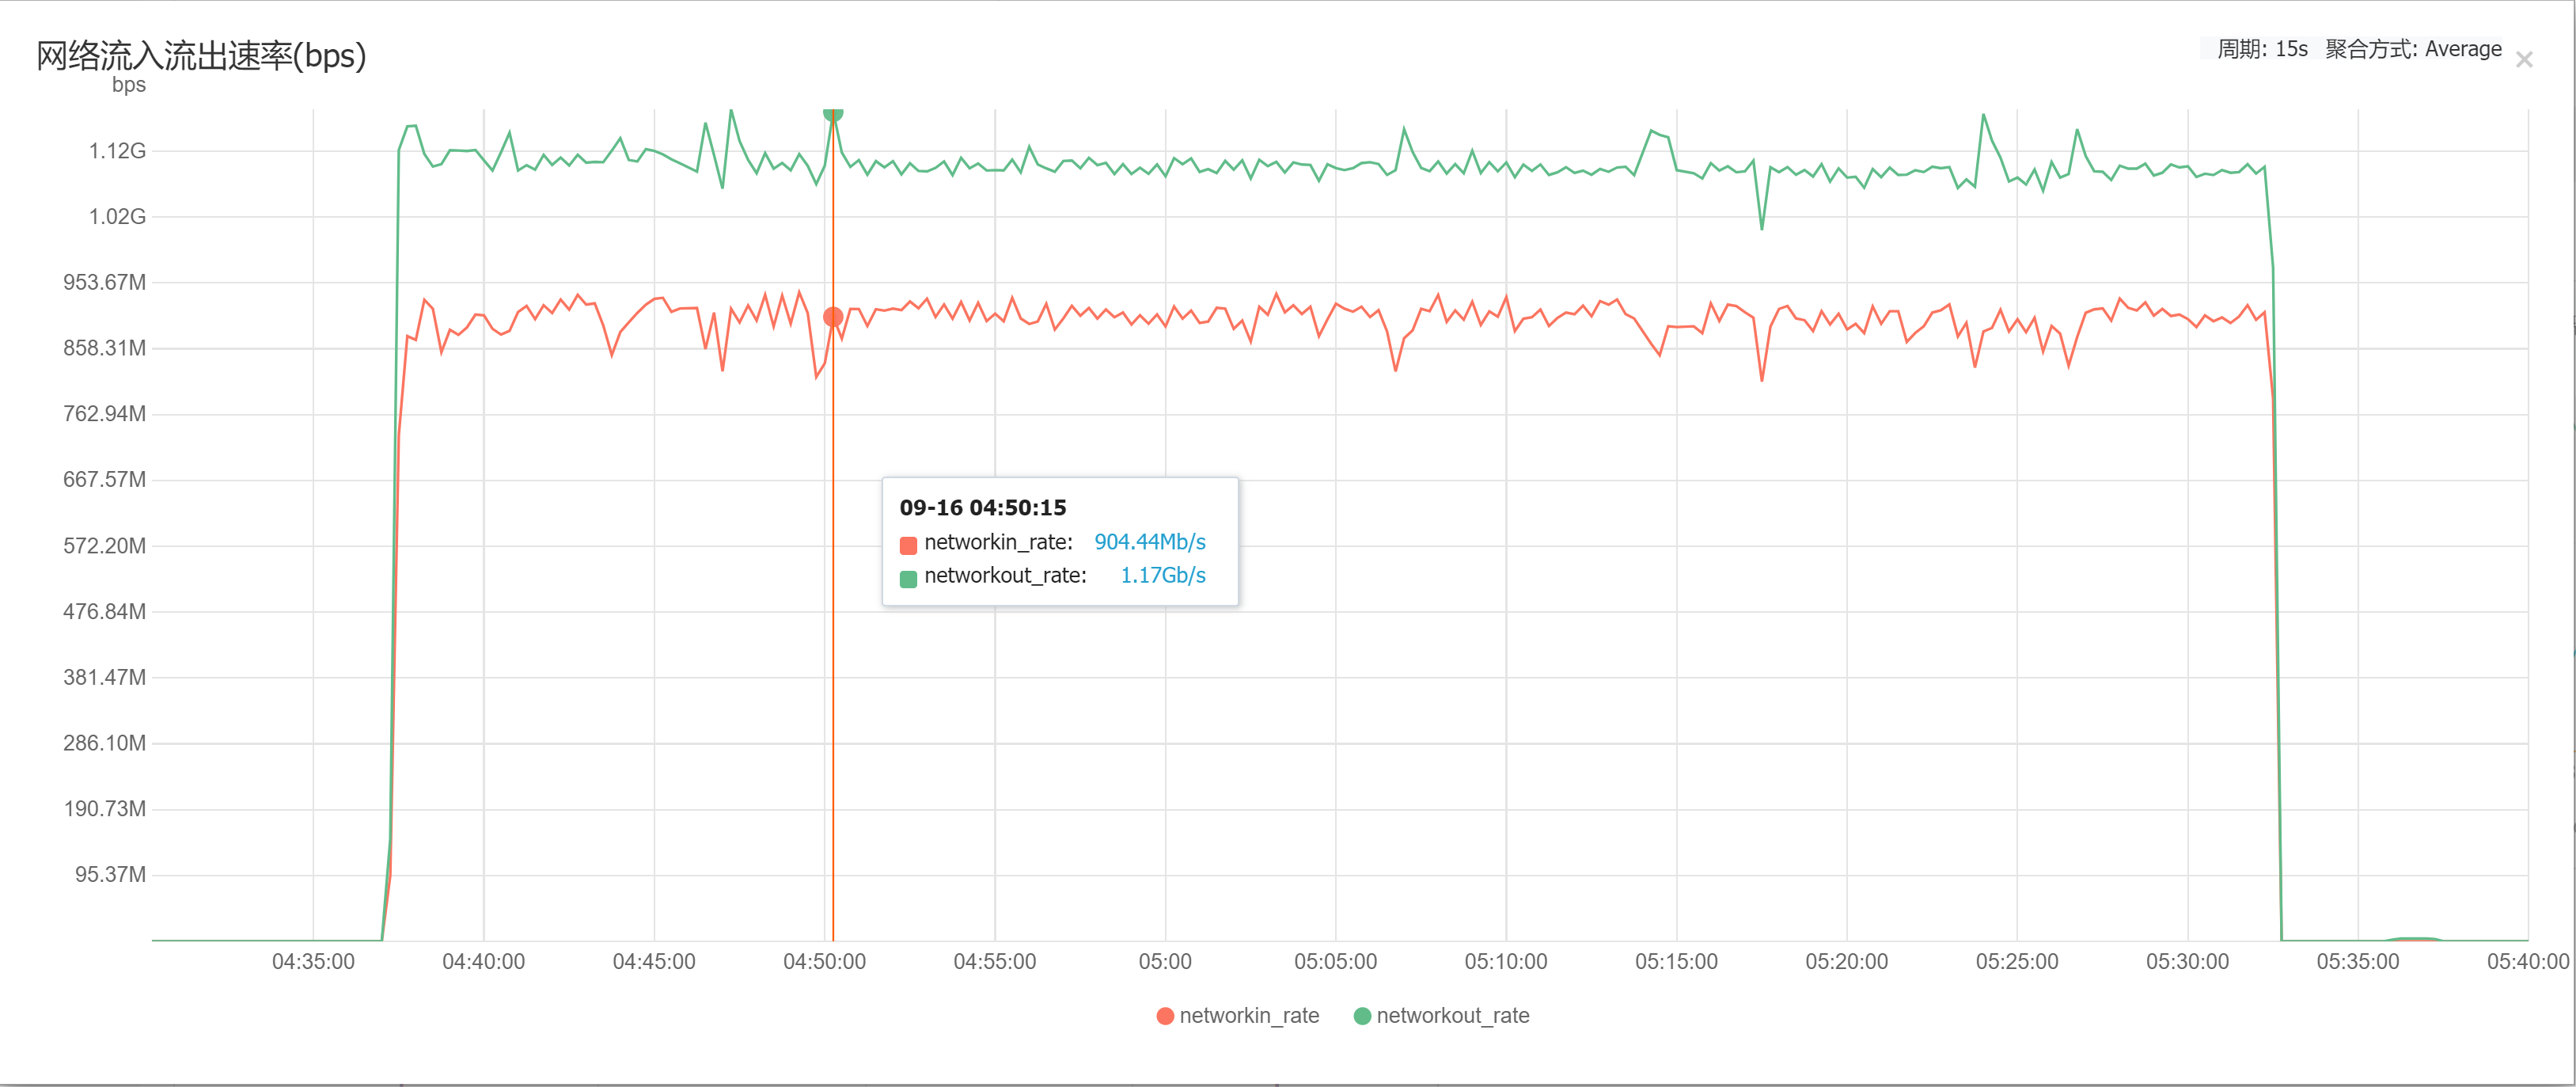 网络流入流出速率(bps)
周期: 15s 聚合方式: Average
bps
1.12G
1.02G
953.67M
858.31M
762.94M
667.57M
572.20M
476.84M
381.47M
286.10M
190.73M
95.37M
09-16 04:50:15
networkin_rate: 904.44Mb/s
networkout_rate: 1.17Gb/s
04:35:00 04:40:00 04:45:00 04:50:00 04:55:00 05:00 05:05:00 05:10:00 05:15:00 05:20:00 05:25:00 05:30:00 05:35:00 05:40:00
networkin_rate networkout_rate